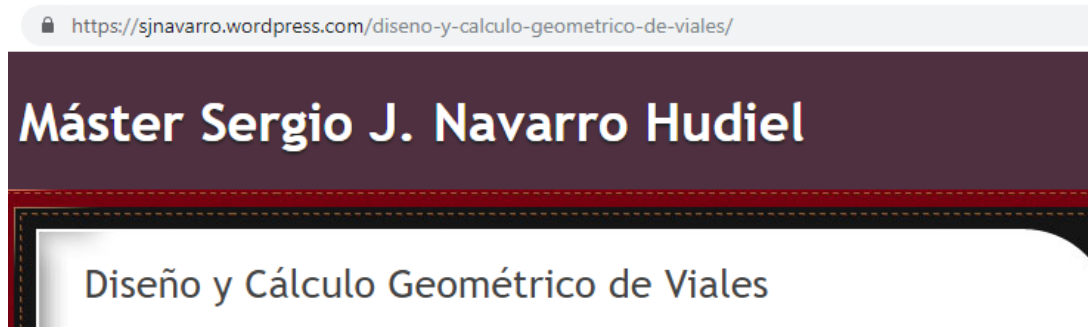 https://sjnavarro.wordpress.com/diseno-y-calculo-geometrico-de-viales/
Máster Sergio J. Navarro Hudiel
Diseño y Cálculo Geométrico de Viales